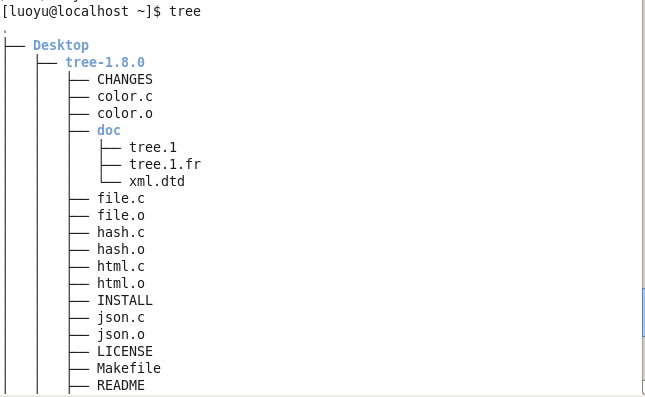 [luoyu@localhost ~]$ tree
.
├── Desktop
│   ├── tree-1.8.0
│   │   ├── CHANGES
│   │   ├── color.c
│   │   ├── color.o
│   │   ├── doc
│   │   │   ├── tree.1
│   │   │   ├── tree.1.fr
│   │   │   └── xml.dtd
│   │   ├── file.c
│   │   ├── file.o
│   │   ├── hash.c
│   │   ├── hash.o
│   │   ├── html.c
│   │   ├── html.o
│   │   ├── INSTALL
│   │   ├── json.c
│   │   ├── json.o
│   │   ├── LICENSE
│   │   ├── Makefile
│   │   ├── README